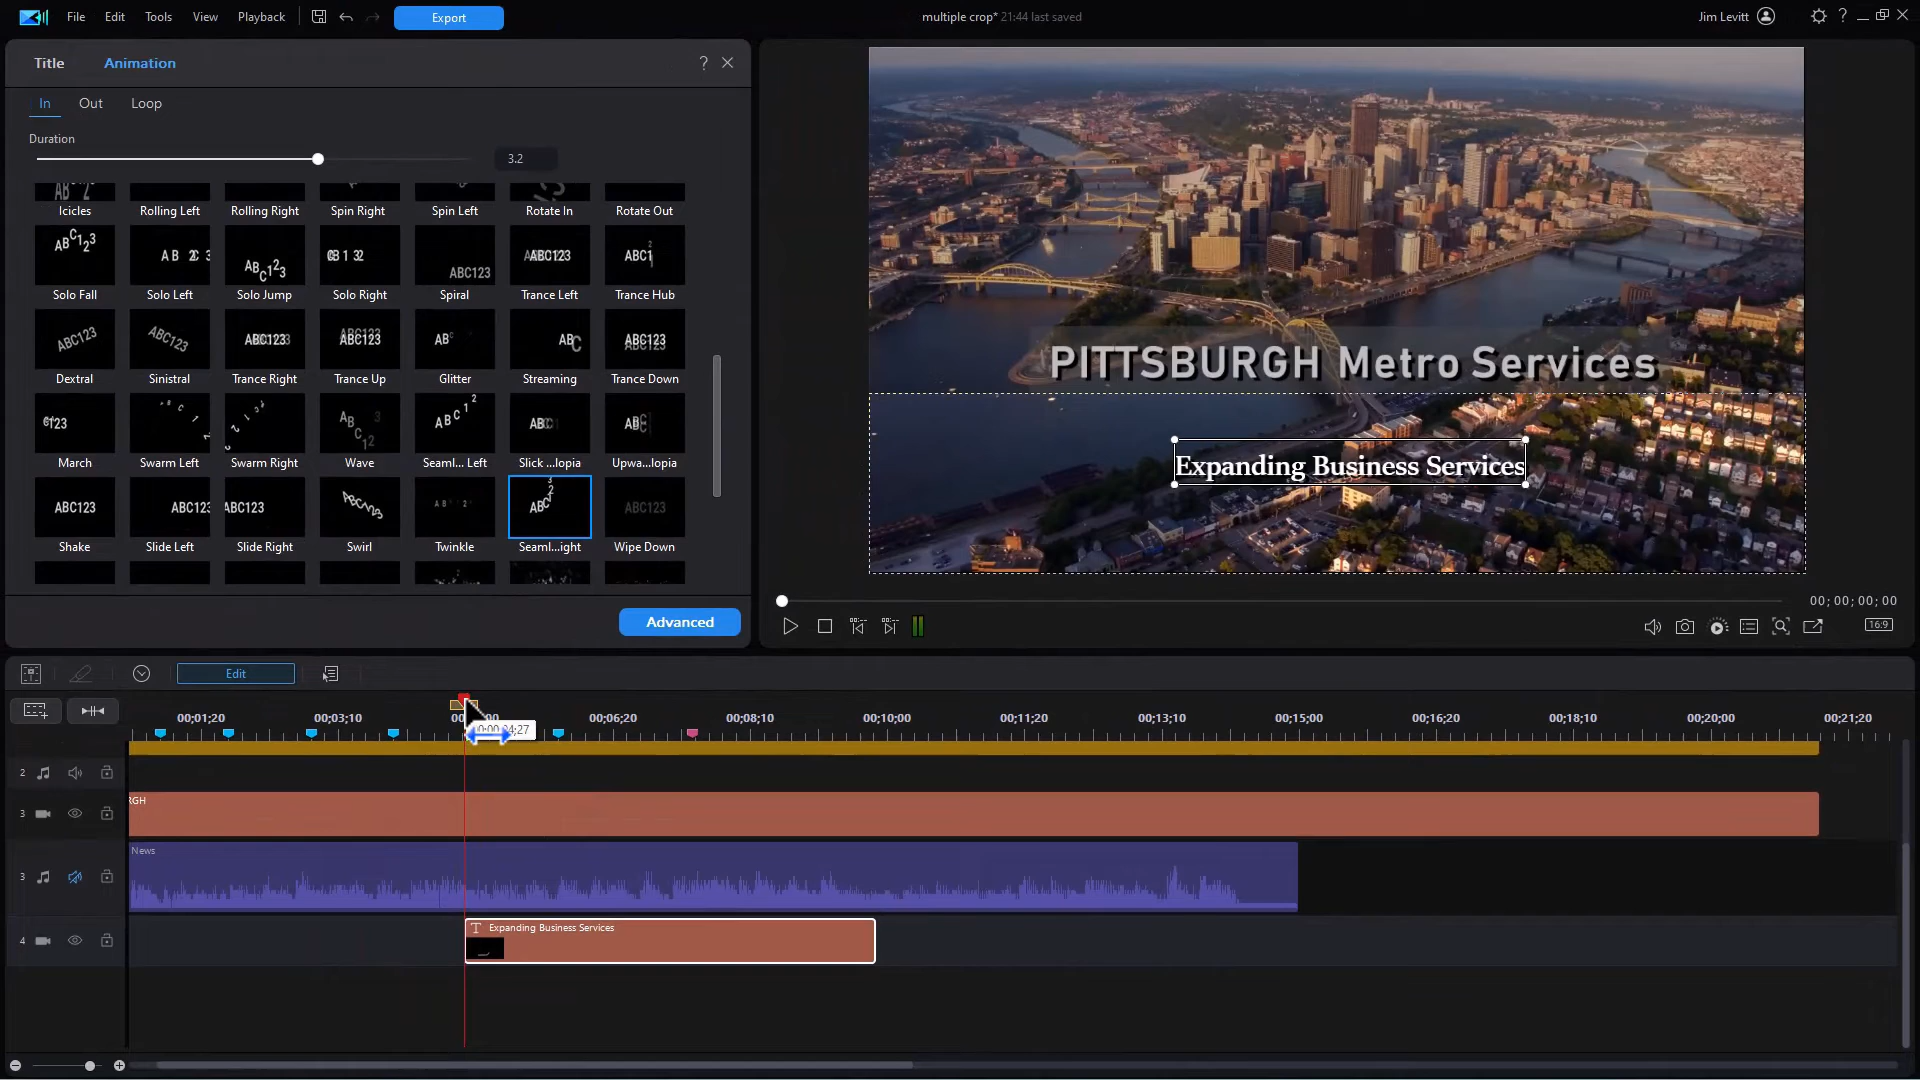 File Edit View Tools Playback Export multiple crop* 21:44 last saved Jim Levitt
Title Animation ?
In Out Loop
Duration
3.2
Icicles Rolling Left Rolling Right Spin Right Spin Left Rotate In Rotate Out
Solo Fall Solo Left Solo Jump Solo Right Spiral Trance Left Trance Hub
Dextral Sinistral Trance Right Trance Up Glitter Streaming Trance Down
March Swarm Left Swarm Right Wave Seaml... Left Slick ...lopia Upwa...lopia
Shake Slide Left Slide Right Swirl Twinkle Seaml...ight Wipe Down
Advanced
PITTSBURGH Metro Services
Expanding Business Services
00;00;00;00
16:9
Edit
00;01;20 00;03;10 00;06;20 00;08;10 00;10;00 00;11;20 00;13;10 00;15;00 00;16;20 00;18;10 00;20;00 00;21;20
2
3 RGH
3 News
4 T Expanding Business Services